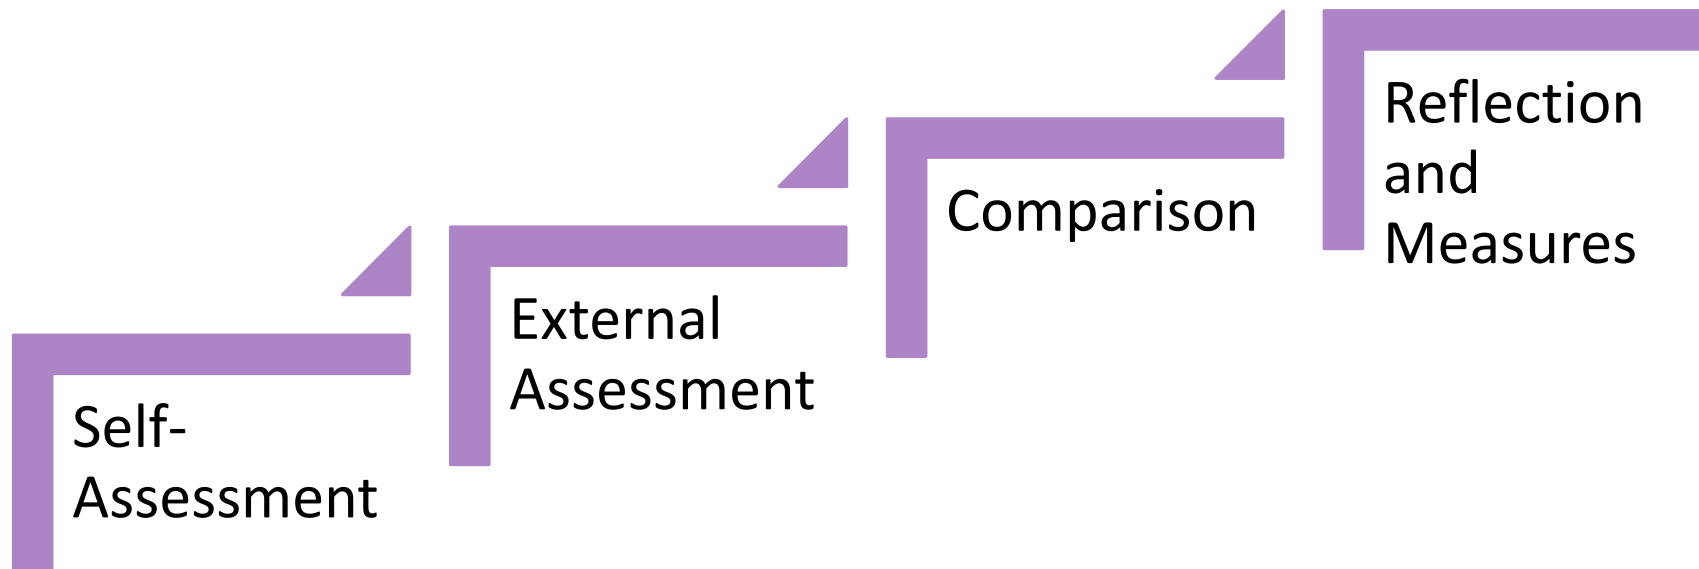 Self-
Assessment
External
Assessment
Comparison
Reflection
and
Measures